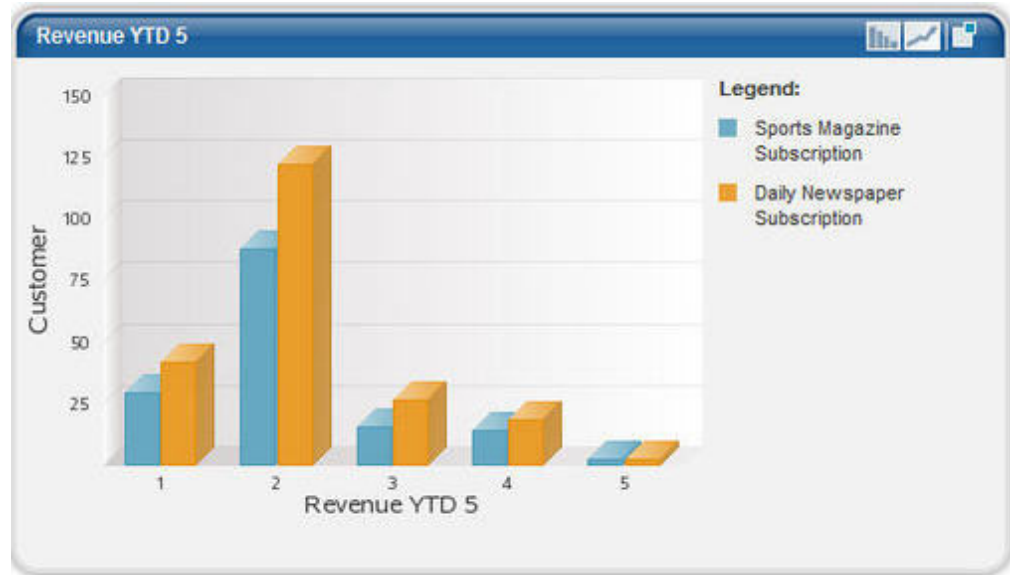 Revenue YTD 5
Legend:
Sports Magazine
Subscription
Daily Newspaper
Subscription
150
125
100
75
50
25
Customer
1 2 3 4 5
Revenue YTD 5